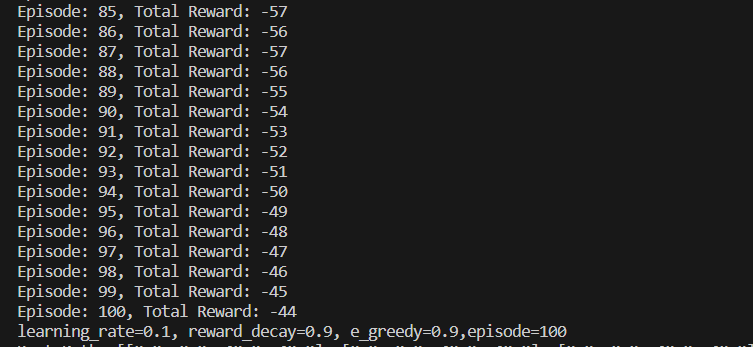 Episode: 85, Total Reward: -57
Episode: 86, Total Reward: -56
Episode: 87, Total Reward: -57
Episode: 88, Total Reward: -56
Episode: 89, Total Reward: -55
Episode: 90, Total Reward: -54
Episode: 91, Total Reward: -53
Episode: 92, Total Reward: -52
Episode: 93, Total Reward: -51
Episode: 94, Total Reward: -50
Episode: 95, Total Reward: -49
Episode: 96, Total Reward: -48
Episode: 97, Total Reward: -47
Episode: 98, Total Reward: -46
Episode: 99, Total Reward: -45
Episode: 100, Total Reward: -44
learning_rate=0.1, reward_decay=0.9, e_greedy=0.9,episode=100